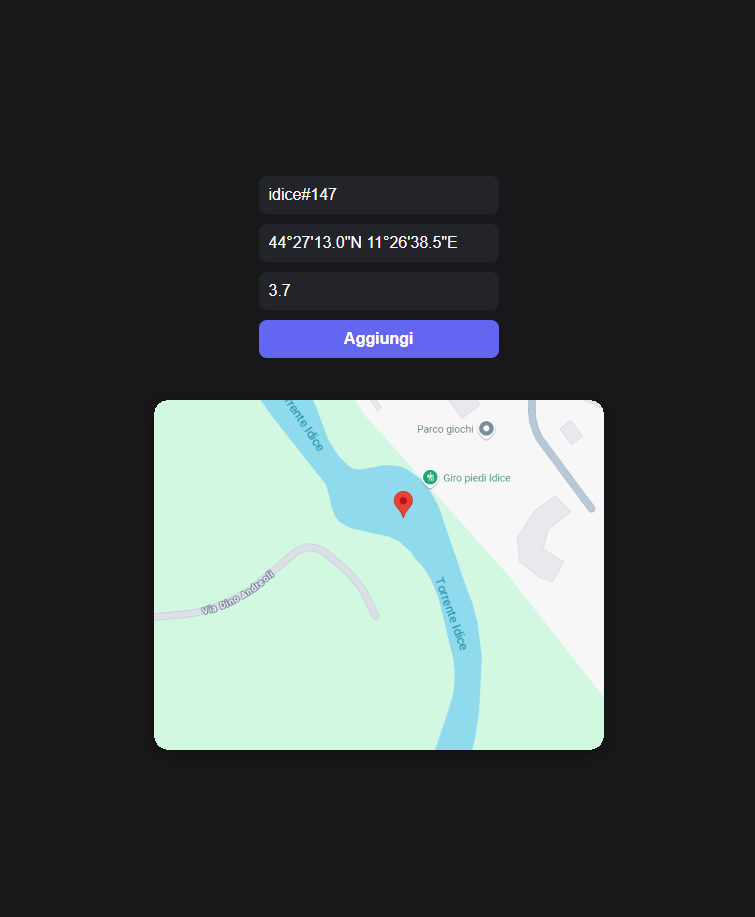 idice#147
44°27'13.0"N 11°26'38.5"E
3.7
Aggiungi
Torrente Idice
Parco giochi
Giro piedi Idice
Via Dino Andreoli
Torrente Idice